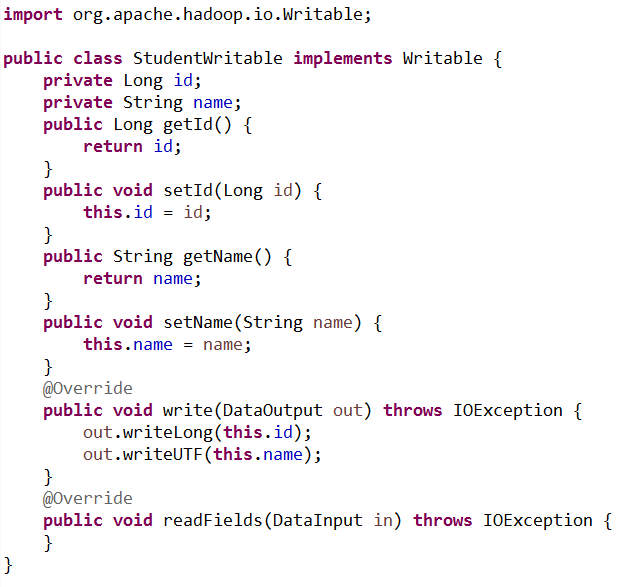 import org.apache.hadoop.io.Writable;
public class StudentWritable implements Writable {
    private Long id;
    private String name;
    public Long getId() {
        return id;
    }
    public void setId(Long id) {
        this.id = id;
    }
    public String getName() {
        return name;
    }
    public void setName(String name) {
        this.name = name;
    }
    @Override
    public void write(DataOutput out) throws IOException {
        out.writeLong(this.id);
        out.writeUTF(this.name);
    }
    @Override
    public void readFields(DataInput in) throws IOException {
    }
}